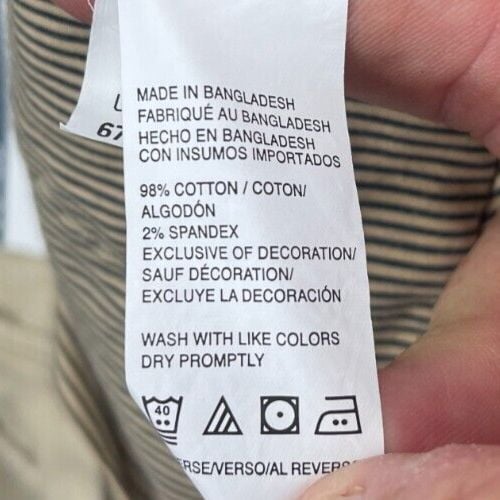 MADE IN BANGLADESH
FABRIQUÉ AU BANGLADESH
HECHO EN BANGLADESH
CON INSUMOS IMPORTADOS
98% COTTON / COTON/
ALGODÓN
2% SPANDEX
EXCLUSIVE OF DECORATION/
SAUF DÉCORATION/
EXCLUYE LA DECORACIÓN
WASH WITH LIKE COLORS
DRY PROMPTLY
40